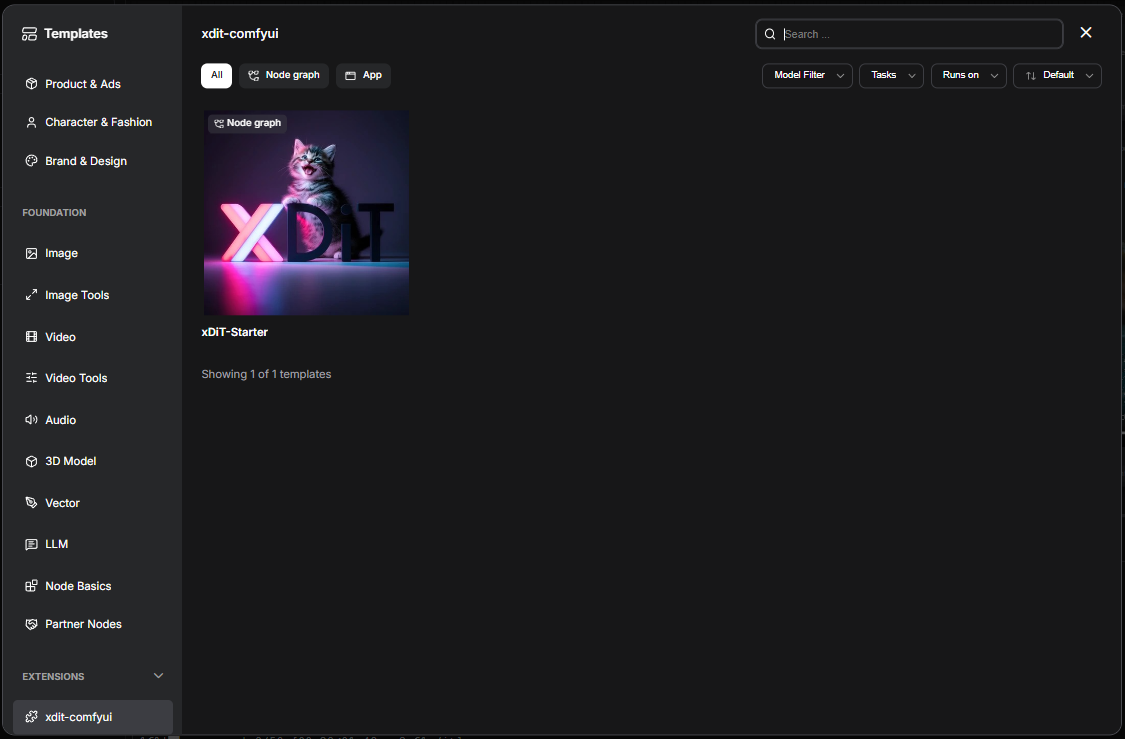 Templates
Product & Ads
Character & Fashion
Brand & Design
FOUNDATION
Image
Image Tools
Video
Video Tools
Audio
3D Model
Vector
LLM
Node Basics
Partner Nodes
EXTENSIONS
xdit-comfyui
xdit-comfyui
Search ...
All
Node graph
App
Model Filter
Tasks
Runs on
Default
Node graph
XDiT
xDiT-Starter
Showing 1 of 1 templates